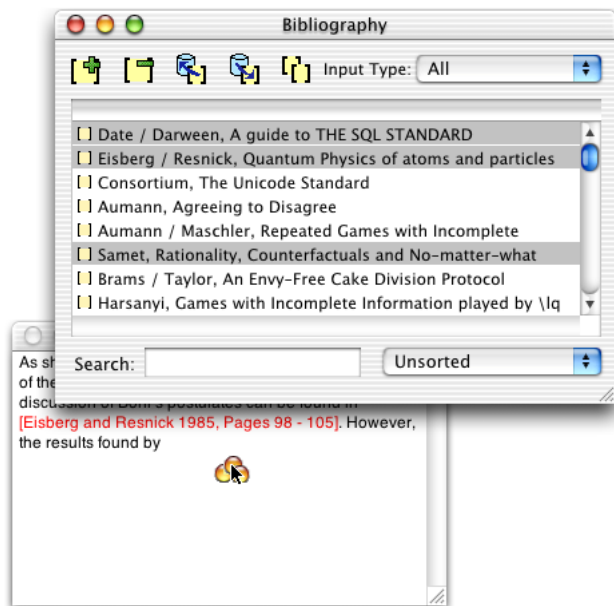 Bibliography
Input Type: All
Date / Darween, A guide to THE SQL STANDARD
Eisberg / Resnick, Quantum Physics of atoms and particles
Consortium, The Unicode Standard
Aumann, Agreeing to Disagree
Aumann / Maschler, Repeated Games with Incomplete
Samet, Rationality, Counterfactuals and No-matter-what
Brams / Taylor, An Envy-Free Cake Division Protocol
Harsanyi, Games with Incomplete Information played by \lq
Search: Unsorted
As sh
of the
discussion of Bohr's postulates can be found in
[Eisberg and Resnick 1985, Pages 98 - 105]. However,
the results found by